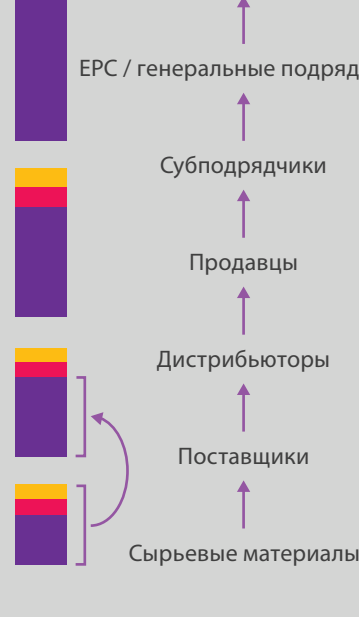 EPC / генеральные подряд
Субподрядчики
Продавцы
Дистрибьюторы
Поставщики
Сырьевые материалы